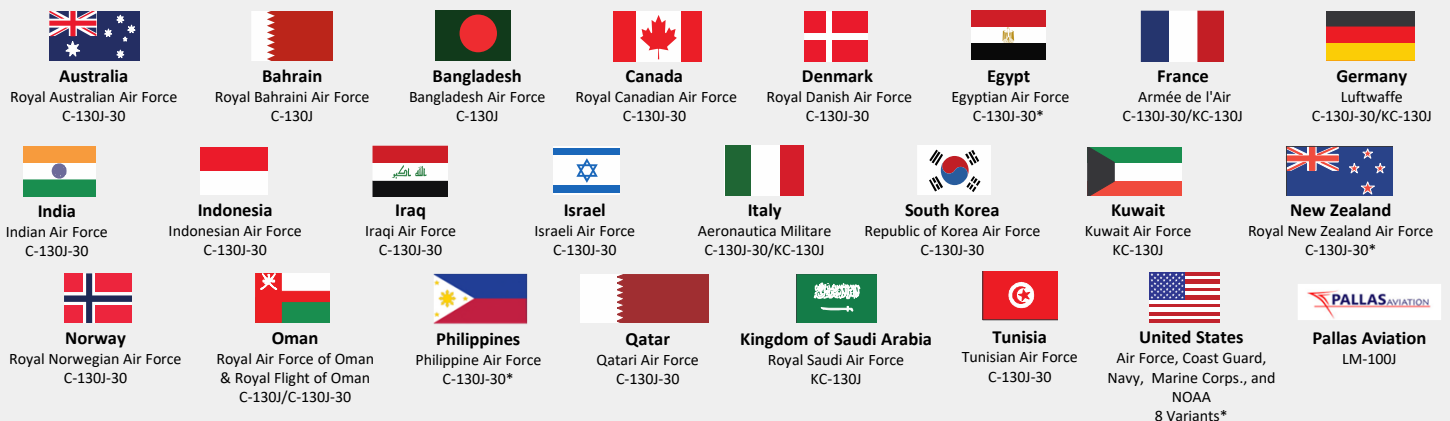 Australia
Royal Australian Air Force
C-130J-30
Bahrain
Royal Bahraini Air Force
C-130J
Bangladesh
Bangladesh Air Force
C-130J
Canada
Royal Canadian Air Force
C-130J-30
Denmark
Royal Danish Air Force
C-130J-30
Egypt
Egyptian Air Force
C-130J-30*
France
Armée de l'Air
C-130J-30/KC-130J
Germany
Luftwaffe
C-130J-30/KC-130J
India
Indian Air Force
C-130J-30
Indonesia
Indonesian Air Force
C-130J-30
Iraq
Iraqi Air Force
C-130J-30
Israel
Israeli Air Force
C-130J-30
Italy
Aeronautica Militare
C-130J-30/KC-130J
South Korea
Republic of Korea Air Force
C-130J-30
Kuwait
Kuwait Air Force
KC-130J
New Zealand
Royal New Zealand Air Force
C-130J-30*
Norway
Royal Norwegian Air Force
C-130J-30
Oman
Royal Air Force of Oman
& Royal Flight of Oman
C-130J/C-130J-30
Philippines
Philippine Air Force
C-130J-30*
Qatar
Qatari Air Force
C-130J-30
Kingdom of Saudi Arabia
Royal Saudi Air Force
KC-130J
Tunisia
Tunisian Air Force
C-130J-30
United States
Air Force, Coast Guard,
Navy, Marine Corps., and
NOAA
8 Variants*
PALLAS AVIATION
Pallas Aviation
LM-100J